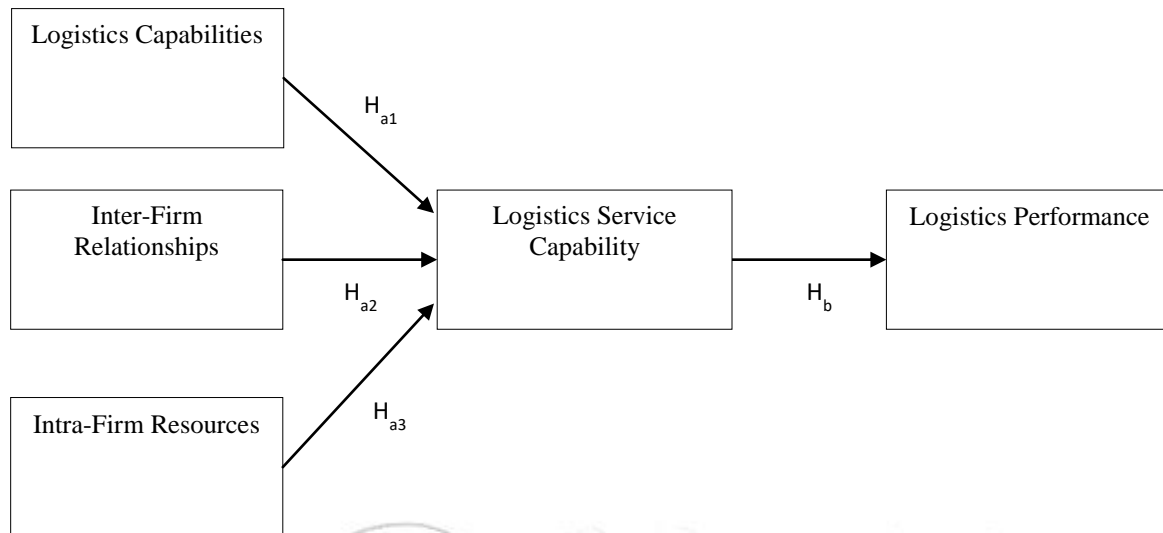 Logistics Capabilities
H_a1
Inter-Firm
Relationships
H_a2
Logistics Service
Capability
H_b
Logistics Performance
Intra-Firm Resources
H_a3